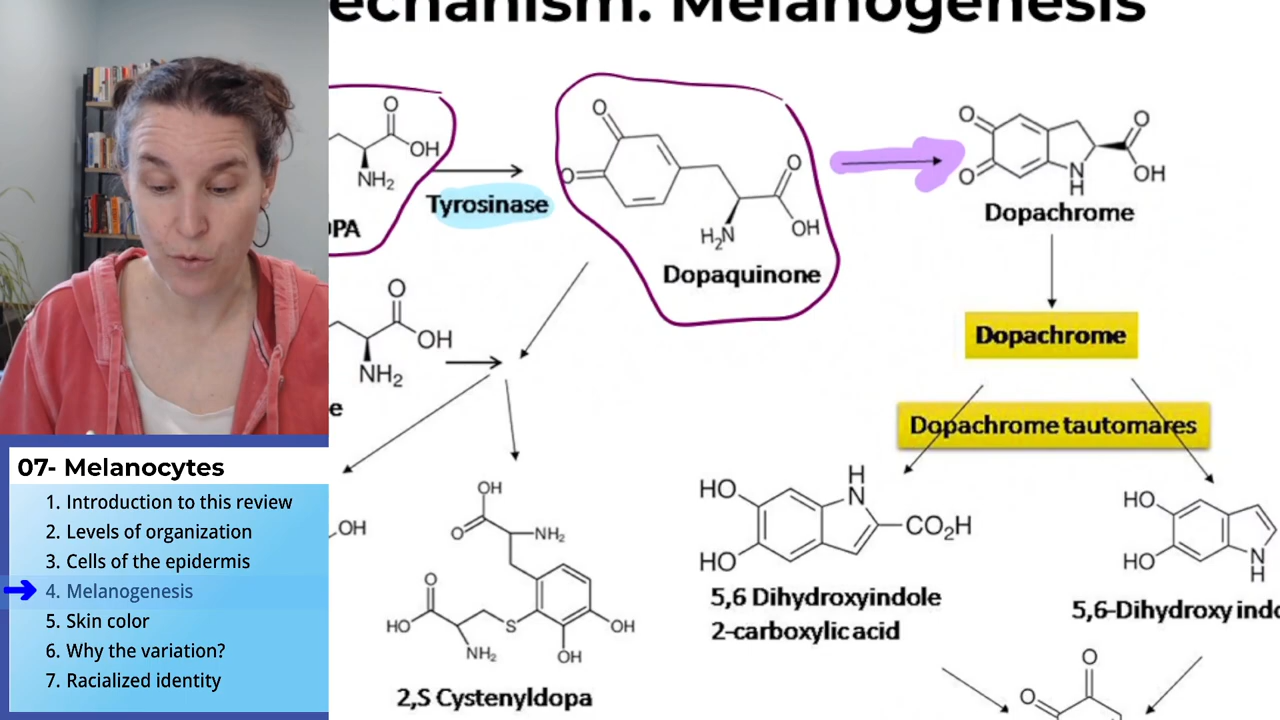 echanism: Melanogenesis
O
OH
NH₂
PA
Tyrosinase
O
O
O
OH
H₂N
Dopaquinone
O
O
O
OH
N
H
Dopachrome
Dopachrome
Dopachrome tautomares
O
OH
NH₂
e
OH
OH
O
NH₂
O
HO
S
NH₂
OH
OH
2,S Cystenyldopa
HO
HO
H
N
CO₂H
5,6 Dihydroxyindole
2-carboxylic acid
HO
HO
N
H
5,6-Dihydroxy indo
O
O
07- Melanocytes
1. Introduction to this review
2. Levels of organization
3. Cells of the epidermis
4. Melanogenesis
5. Skin color
6. Why the variation?
7. Racialized identity